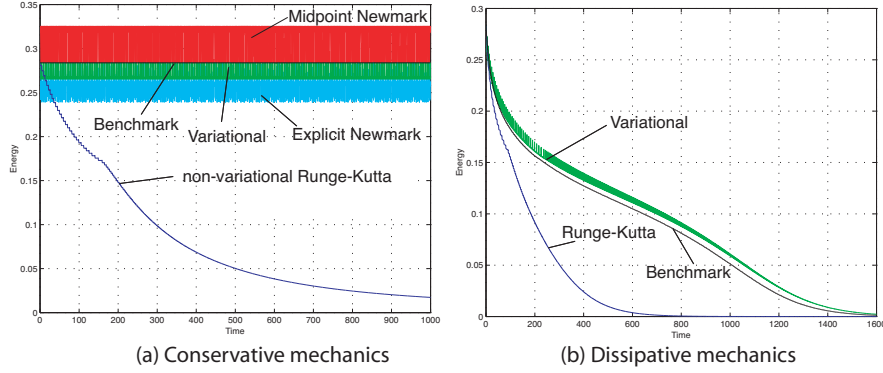 0.35
0.3
0.25
0.2
0.15
0.1
0.05
0
Energy
Midpoint Newmark
Benchmark
Variational
Explicit Newmark
non-variational Runge-Kutta
0 100 200 300 400 500 600 700 800 900 1000
Time
(a) Conservative mechanics
0.3
0.25
0.2
0.15
0.1
0.05
0
Energy
Variational
Runge-Kutta
Benchmark
0 200 400 600 800 1000 1200 1400 1600
Time
(b) Dissipative mechanics